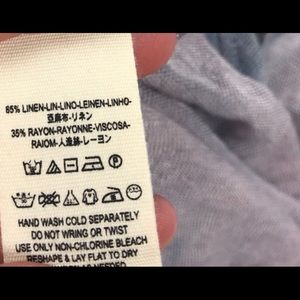 65% LINEN-LIN-LINO-LEINEN-LINHO-
亞麻布-リネン
35% RAYON-RAYONNE-VISCOSA-
RAIOM-人造絲-レーヨン
HAND WASH COLD SEPARATELY
DO NOT WRING OR TWIST
USE ONLY NON-CHLORINE BLEACH
RESHAPE & LAY FLAT TO DRY